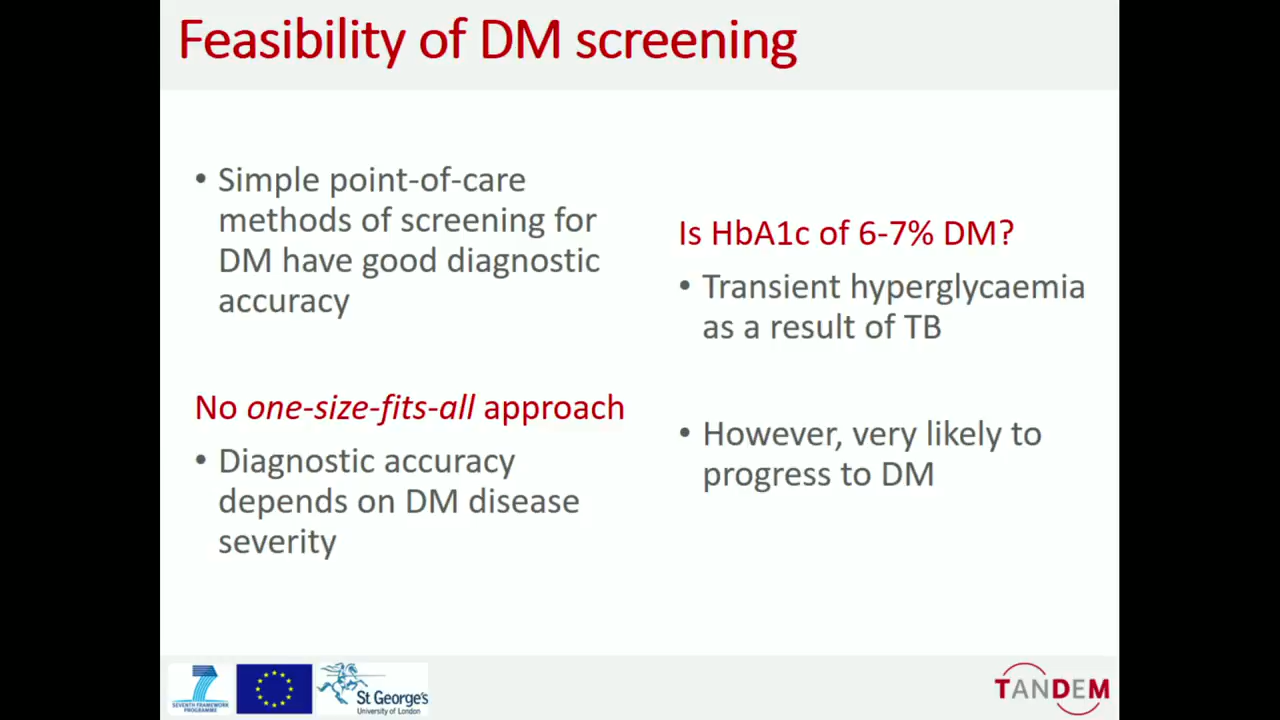 Feasibility of DM screening
• Simple point-of-care
methods of screening for
DM have good diagnostic
accuracy
No one-size-fits-all approach
• Diagnostic accuracy
depends on DM disease
severity
Is HbA1c of 6-7% DM?
• Transient hyperglycaemia
as a result of TB
• However, very likely to
progress to DM
SEVENTH FRAMEWORK
PROGRAMME
St George's
University of London
TANDEM